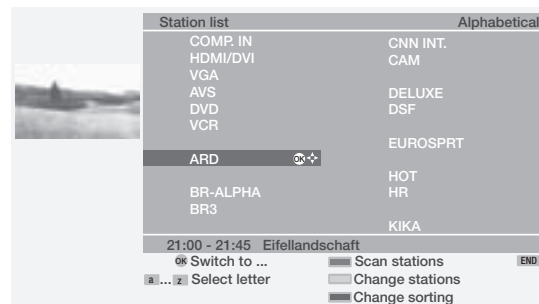 Station list Alphabetical
COMP. IN
HDMI/DVI
VGA
AVS
DVD
VCR
ARD OK
BR-ALPHA
BR3
CNN INT.
CAM
DELUXE
DSF
EUROSPRT
HOT
HR
KIKA
21:00 - 21:45 Eifellandschaft
OK Switch to ...
a ... z Select letter
Scan stations
Change stations
Change sorting
END